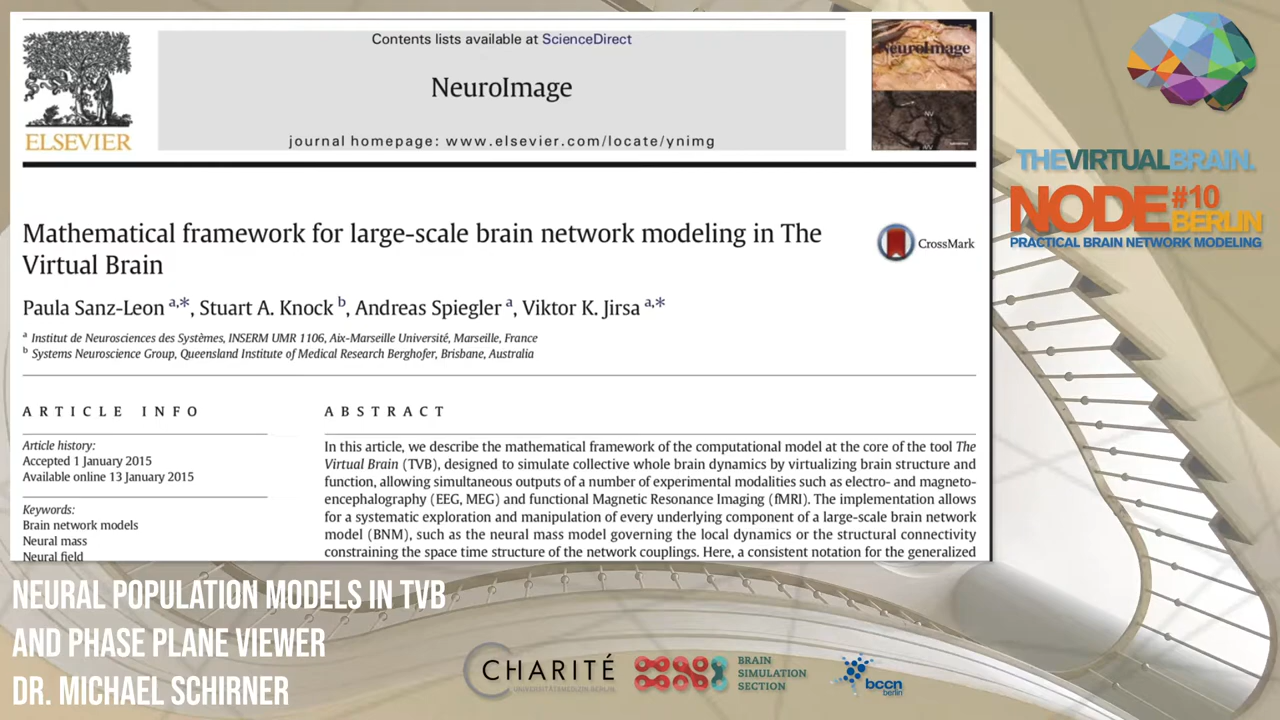 Contents lists available at ScienceDirect
NeuroImage
journal homepage: www.elsevier.com/locate/ynimg
ELSEVIER
NeuroImage
Mathematical framework for large-scale brain network modeling in The
Virtual Brain
CrossMark
Paula Sanz-Leon a,*, Stuart A. Knock b, Andreas Spiegler a, Viktor K. Jirsa a,*
a Institut de Neurosciences des Systèmes, INSERM UMR 1106, Aix-Marseille Université, Marseille, France
b Systems Neuroscience Group, Queensland Institute of Medical Research Berghofer, Brisbane, Australia
ARTICLE INFO
Article history:
Accepted 1 January 2015
Available online 13 January 2015
Keywords:
Brain network models
Neural mass
Neural field
ABSTRACT
In this article, we describe the mathematical framework of the computational model at the core of the tool The
Virtual Brain (TVB), designed to simulate collective whole brain dynamics by virtualizing brain structure and
function, allowing simultaneous outputs of a number of experimental modalities such as electro- and magneto-
encephalography (EEG, MEG) and functional Magnetic Resonance Imaging (fMRI). The implementation allows
for a systematic exploration and manipulation of every underlying component of a large-scale brain network
model (BNM), such as the neural mass model governing the local dynamics or the structural connectivity
constraining the space time structure of the network couplings. Here, a consistent notation for the generalized
THEVIRTUALBRAIN.
NODE #10
BERLIN
PRACTICAL BRAIN NETWORK MODELING
NEURAL POPULATION MODELS IN TVB
AND PHASE PLANE VIEWER
DR. MICHAEL SCHIRNER
CHARITÉ
UNIVERSITÄTSMEDIZIN BERLIN
BRAIN
SIMULATION
SECTION
bccn
berlin